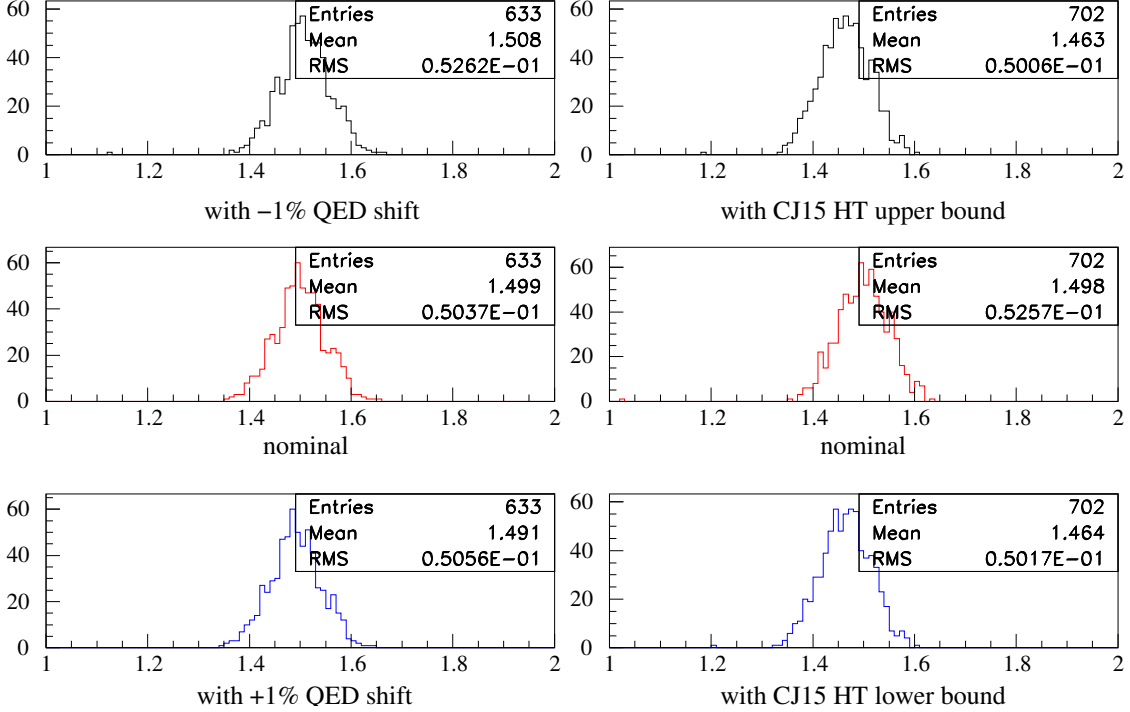 60
40
20
0
Entries 633
Mean 1.508
RMS 0.5262E-01
1 1.2 1.4 1.6 1.8 2
with −1% QED shift
60
40
20
0
Entries 702
Mean 1.463
RMS 0.5006E-01
1 1.2 1.4 1.6 1.8 2
with CJ15 HT upper bound
60
40
20
0
Entries 633
Mean 1.499
RMS 0.5037E-01
1 1.2 1.4 1.6 1.8 2
nominal
60
40
20
0
Entries 702
Mean 1.498
RMS 0.5257E-01
1 1.2 1.4 1.6 1.8 2
nominal
60
40
20
0
Entries 633
Mean 1.491
RMS 0.5056E-01
1 1.2 1.4 1.6 1.8 2
with +1% QED shift
60
40
20
0
Entries 702
Mean 1.464
RMS 0.5017E-01
1 1.2 1.4 1.6 1.8 2
with CJ15 HT lower bound